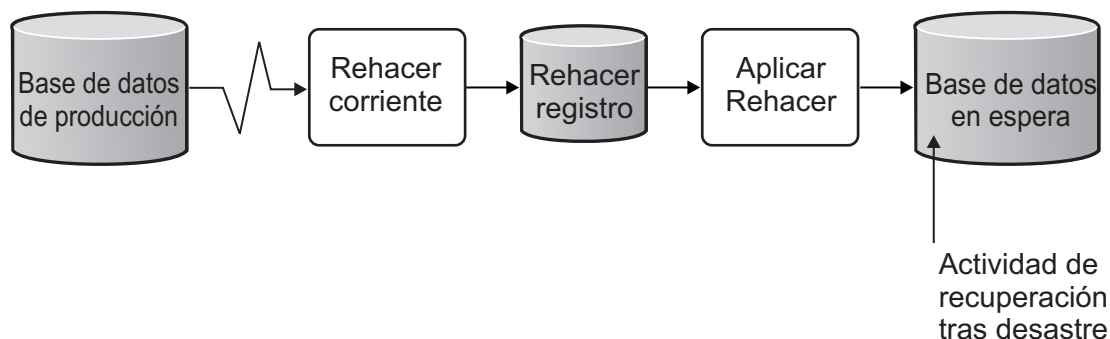 Base de datos
de producción
Rehacer
corriente
Rehacer
registro
Aplicar
Rehacer
Base de datos
en espera
Actividad de
recuperación
tras desastre